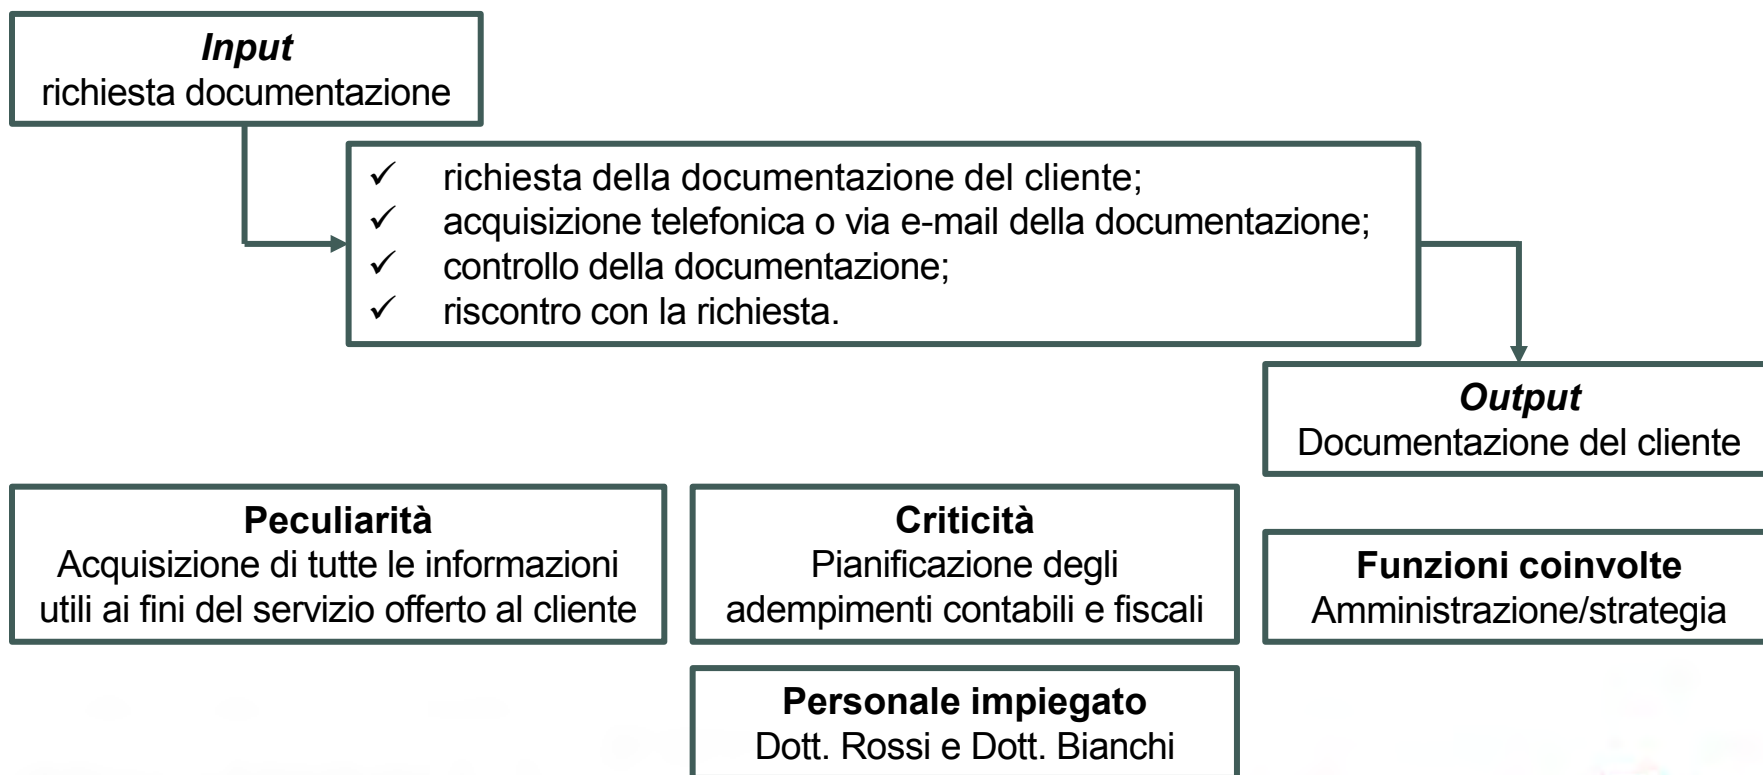 Input
richiesta documentazione
✓ richiesta della documentazione del cliente;
✓ acquisizione telefonica o via e-mail della documentazione;
✓ controllo della documentazione;
✓ riscontro con la richiesta.
Output
Documentazione del cliente
Peculiarità
Acquisizione di tutte le informazioni
utili ai fini del servizio offerto al cliente
Criticità
Pianificazione degli
adempimenti contabili e fiscali
Funzioni coinvolte
Amministrazione/strategia
Personale impiegato
Dott. Rossi e Dott. Bianchi